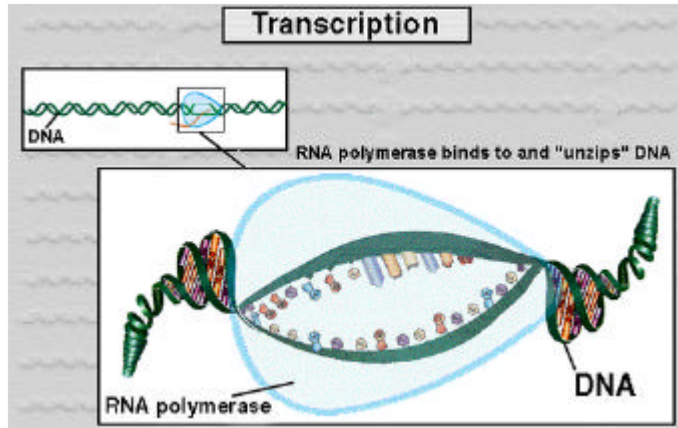 Transcription
DNA
RNA polymerase binds to and "unzips" DNA
RNA polymerase
DNA